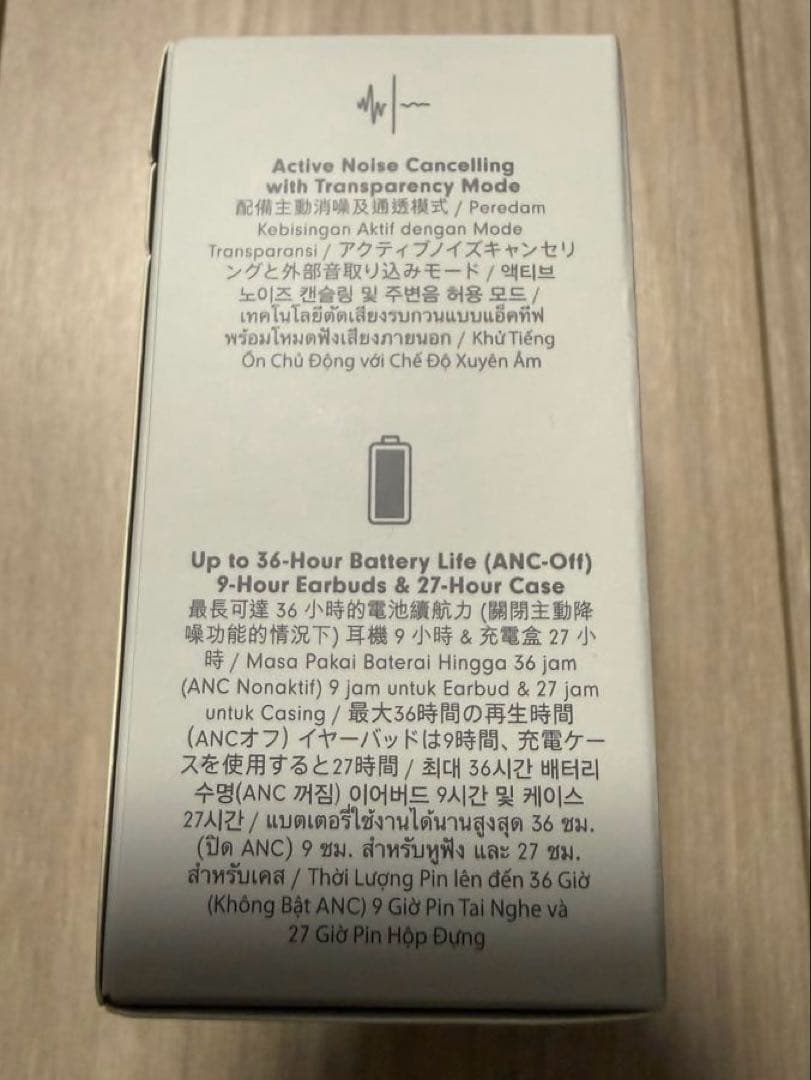 Active Noise Cancelling
with Transparency Mode
配備主動消噪及通透模式 / Peredam
Kebisingan Aktif dengan Mode
Transparansi / アクティブノイズキャンセリ
ングと外部音取り込みモード / 액티브
노이즈 캔슬링 및 주변음 허용 모드 /
เทคโนโลยีตัดเสียงรบกวนแบบแอ็คทีฟ
พร้อมโหมดฟังเสียงภายนอก / Khử Tiếng
Ồn Chủ Động với Chế Độ Xuyên Âm
Up to 36-Hour Battery Life (ANC-Off)
9-Hour Earbuds & 27-Hour Case
最長可達 36 小時的電池續航力 (關閉主動降
噪功能的情況下) 耳機 9 小時 & 充電盒 27 小
時 / Masa Pakai Baterai Hingga 36 jam
(ANC Nonaktif) 9 jam untuk Earbud & 27 jam
untuk Casing / 最大36時間の再生時間
（ANCオフ）イヤーバッドは9時間、充電ケー
スを使用すると27時間 / 최대 36시간 배터리
수명(ANC 꺼짐) 이어버드 9시간 및 케이스
27시간 / แบตเตอรี่ใช้งานได้นานสูงสุด 36 ชม.
(ปิด ANC) 9 ชม. สำหรับหูฟัง และ 27 ชม.
สำหรับเคส / Thời Lượng Pin lên đến 36 Giờ
(Không Bật ANC) 9 Giờ Pin Tai Nghe và
27 Giờ Pin Hộp Đựng